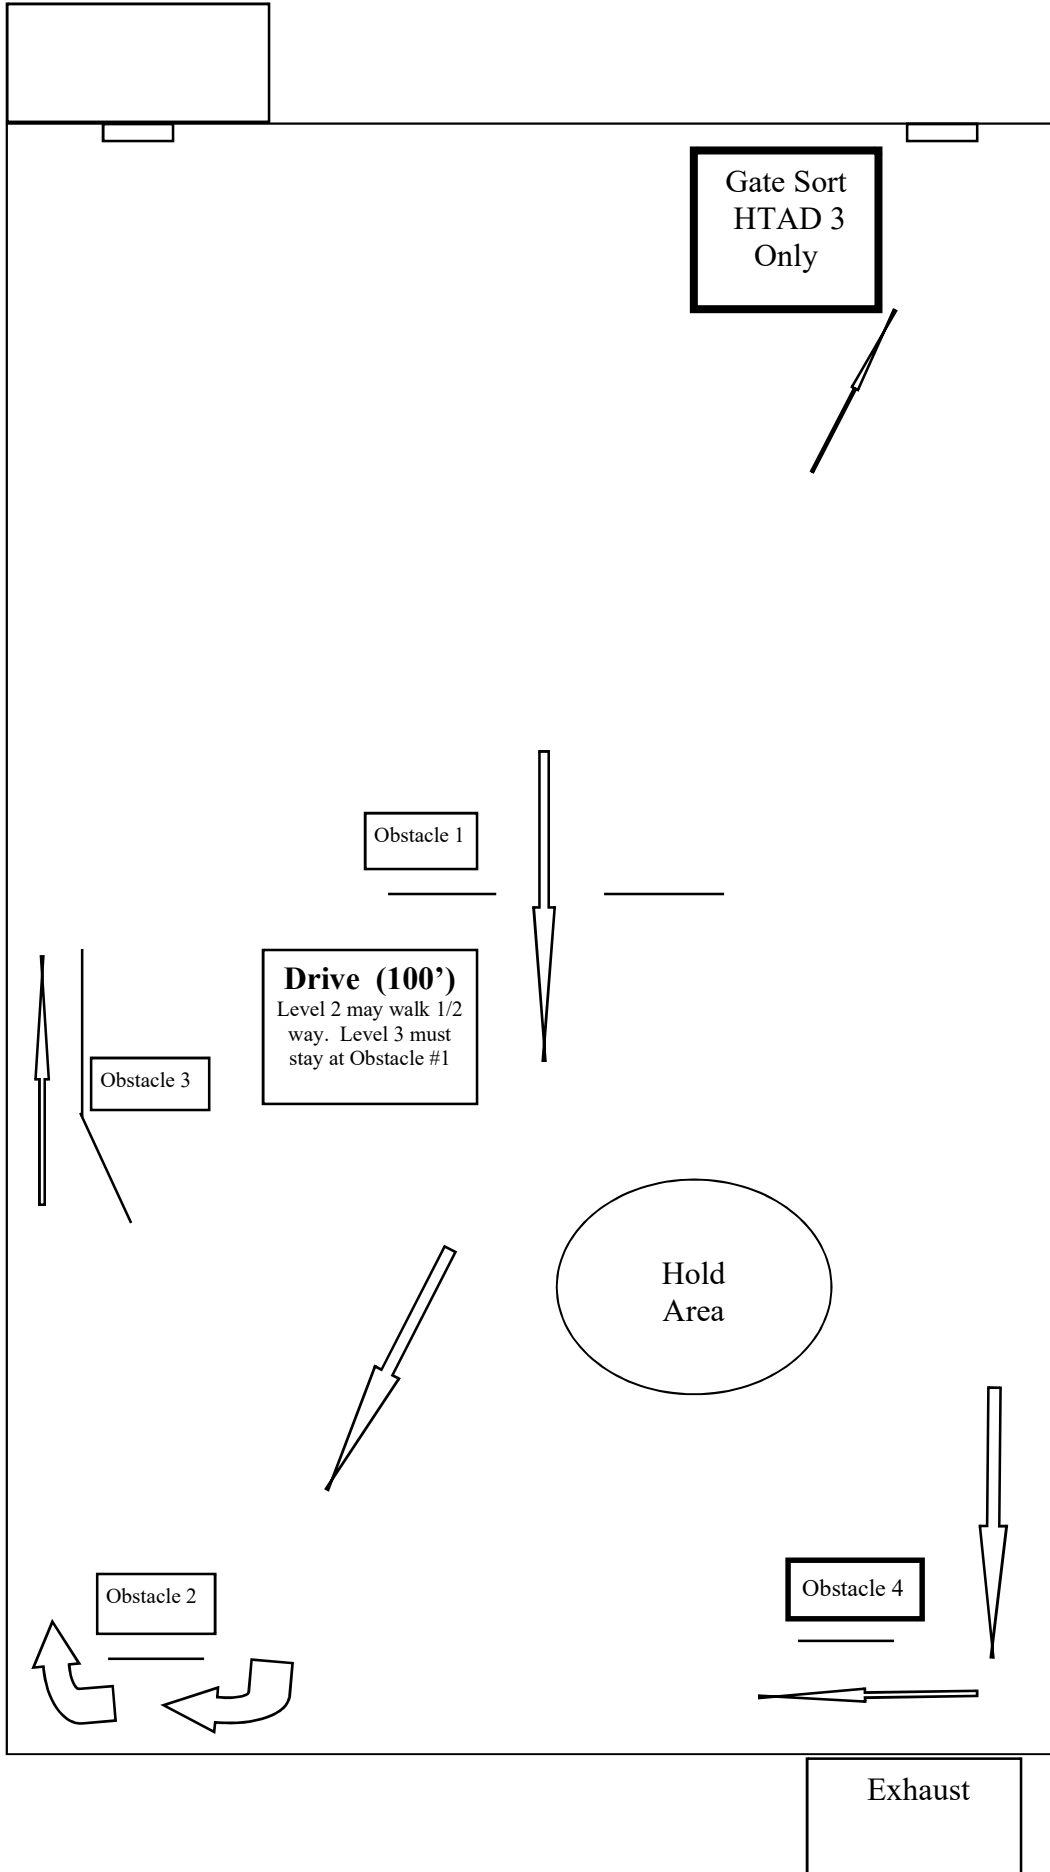 Gate Sort
HTAD 3
Only
Obstacle 1
Drive  (100’)
Level 2 may walk 1/2
way.  Level 3 must
stay at Obstacle #1
Obstacle 3
Hold
Area
Obstacle 2
Obstacle 4
Exhaust